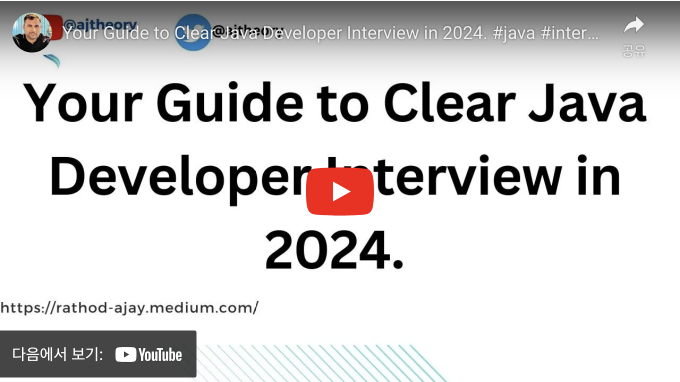 @ajtheory
@ajtheory
Your Guide to Clear Java Developer Interview in 2024. #java #inter...
공유
Your Guide to Clear Java
Developer Interview in
2024.
https://rathod-ajay.medium.com/
다음에서 보기: YouTube